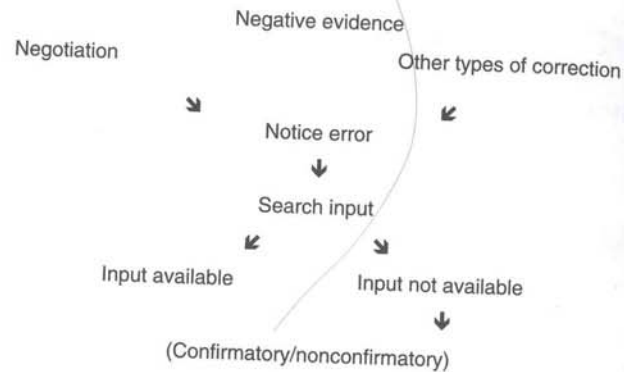 Negative evidence
Negotiation
Other types of correction
Notice error
Search input
Input available
Input not available
(Confirmatory/nonconfirmatory)